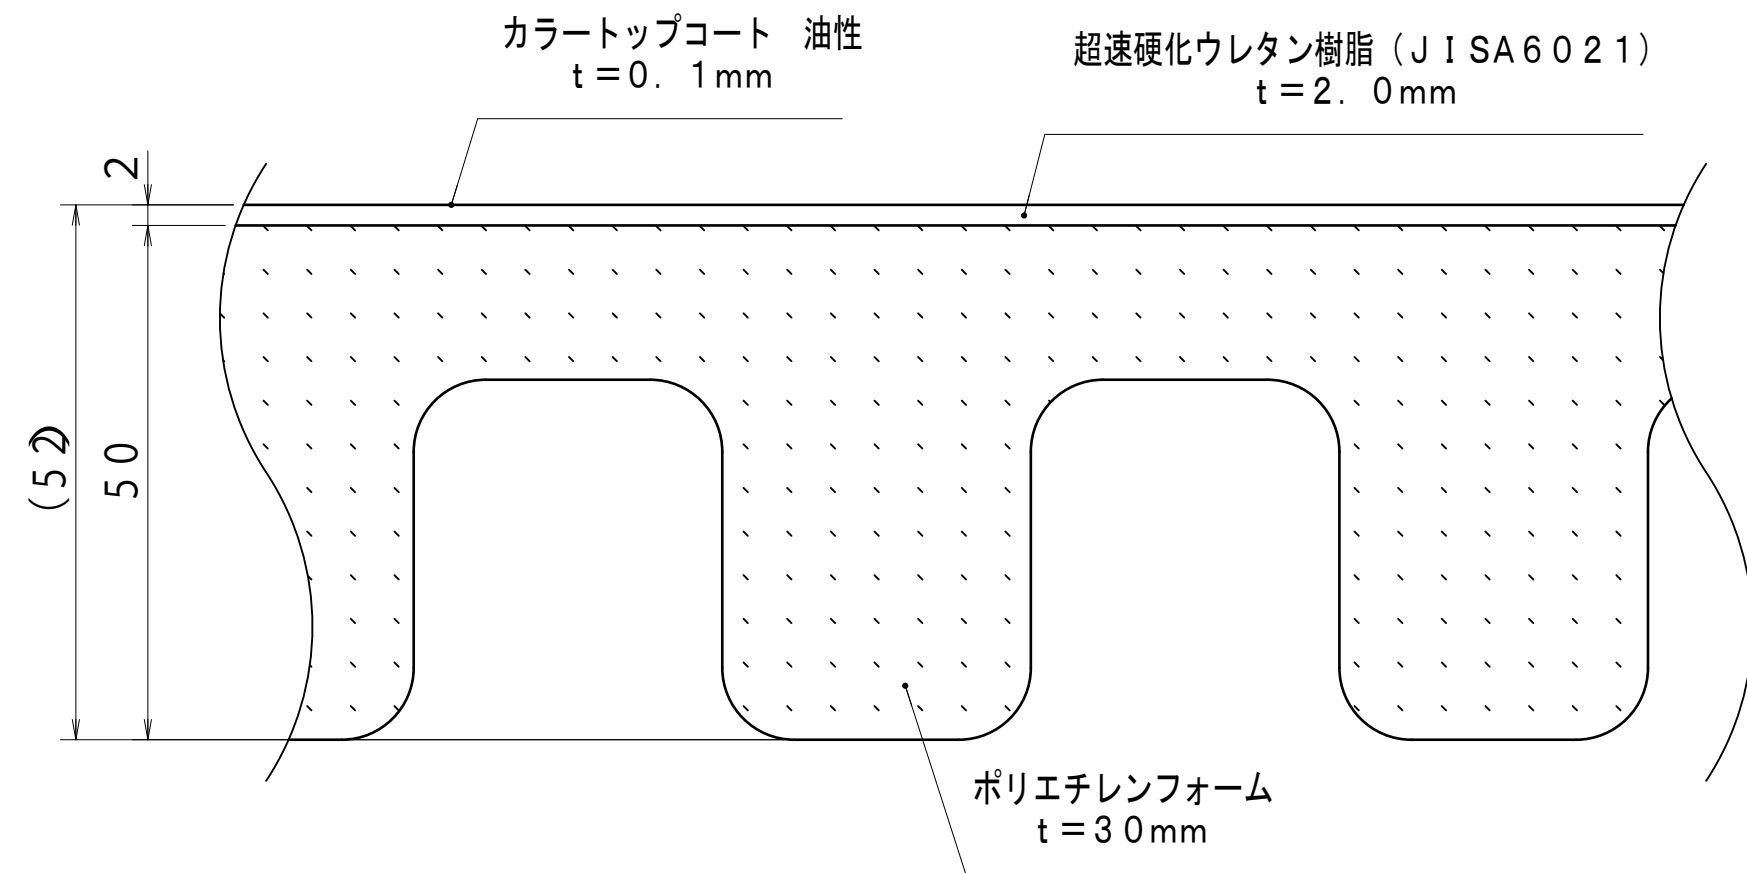 カラートップコート　油性
ｔ＝0．1mm
超速硬化ウレタン樹脂（ＪＩＳＡ６０２１）
ｔ＝2．0mm
2
(52)
50
ポリエチレンフォーム
ｔ＝30mm